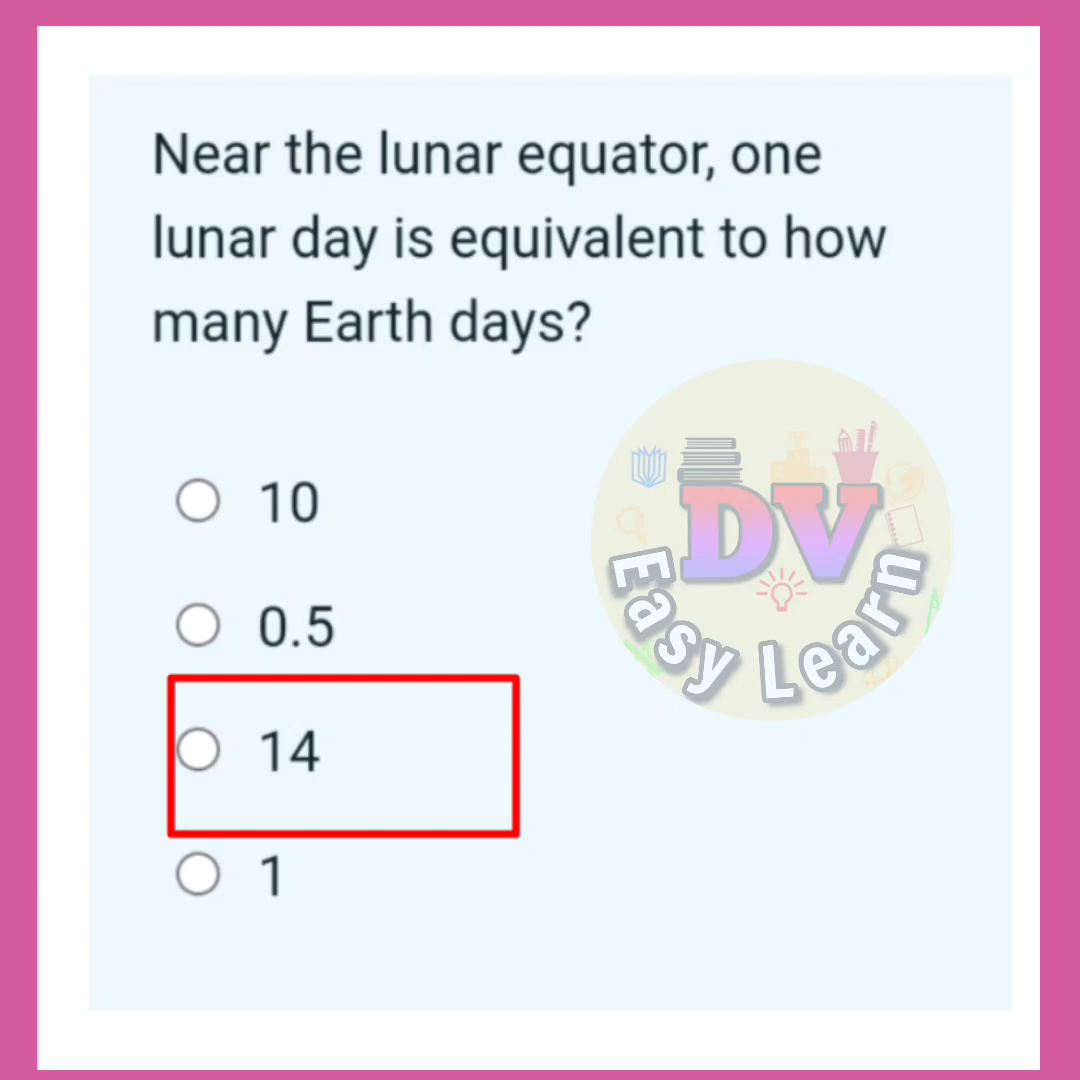 Near the lunar equator, one
lunar day is equivalent to how
many Earth days?
10
0.5
14
1
DV
Easy Learn